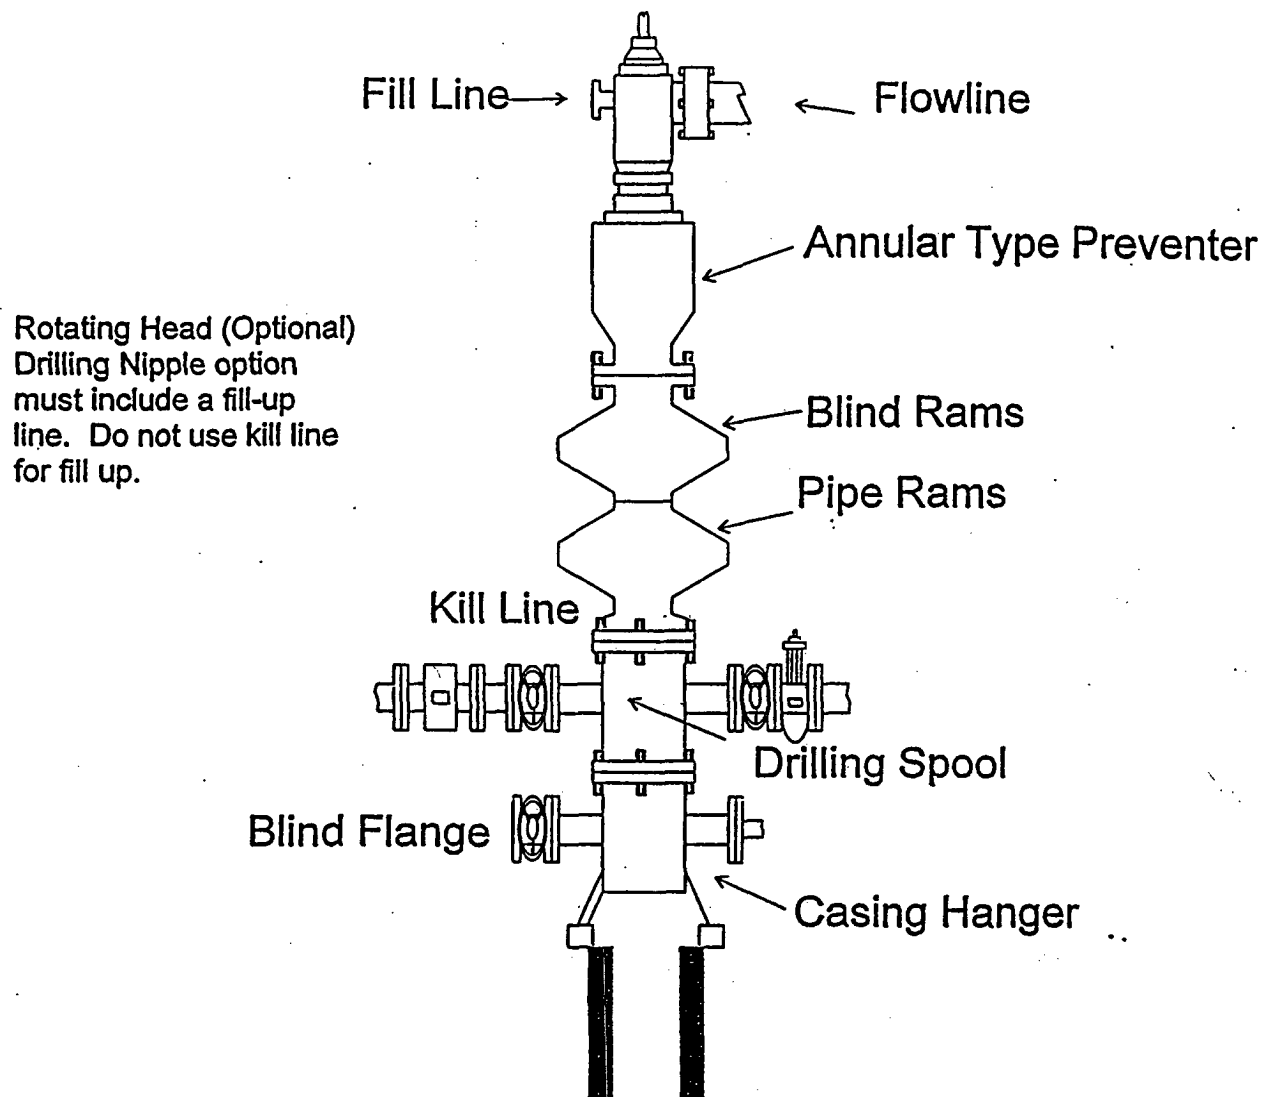 Fill Line
Flowline
Annular Type Preventer
Rotating Head (Optional)
Drilling Nipple option
must include a fill-up
line. Do not use kill line
for fill up.
Blind Rams
Pipe Rams
Kill Line
Drilling Spool
Blind Flange
Casing Hanger